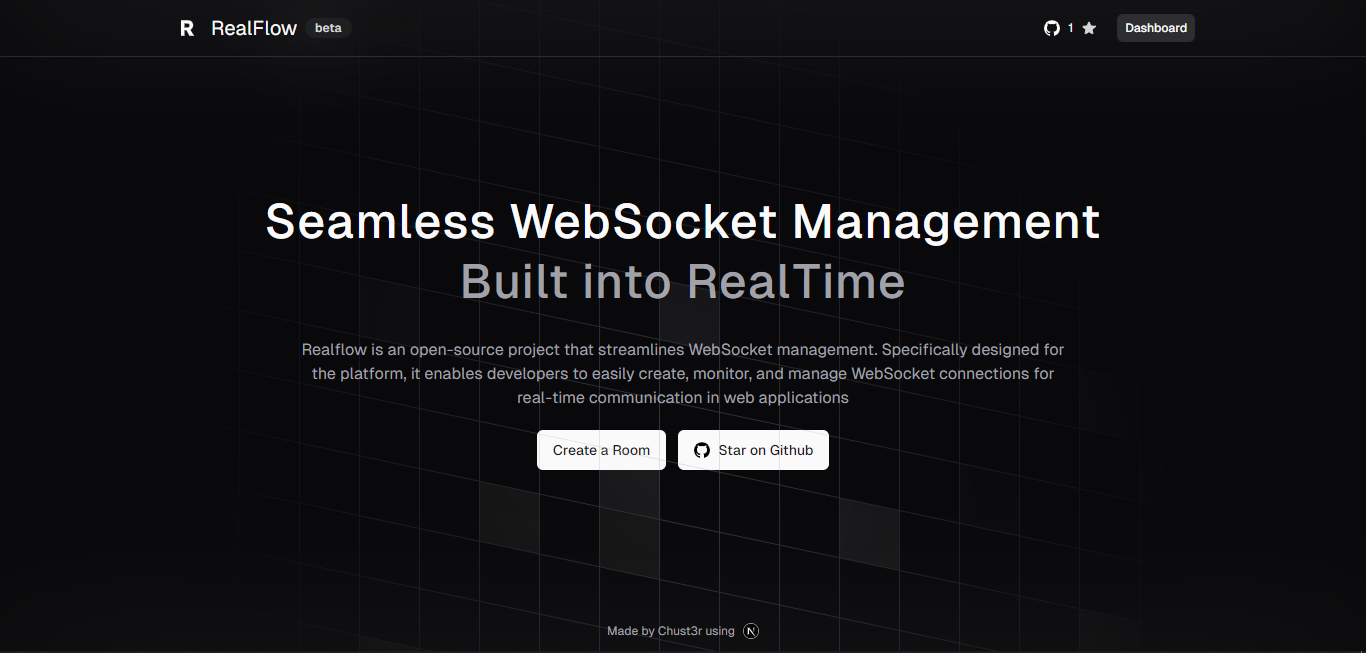 R RealFlow beta 1 Dashboard
Seamless WebSocket Management
Built into RealTime
Realflow is an open-source project that streamlines WebSocket management. Specifically designed for
the platform, it enables developers to easily create, monitor, and manage WebSocket connections for
real-time communication in web applications
Create a Room Star on Github
Made by Chust3r using N